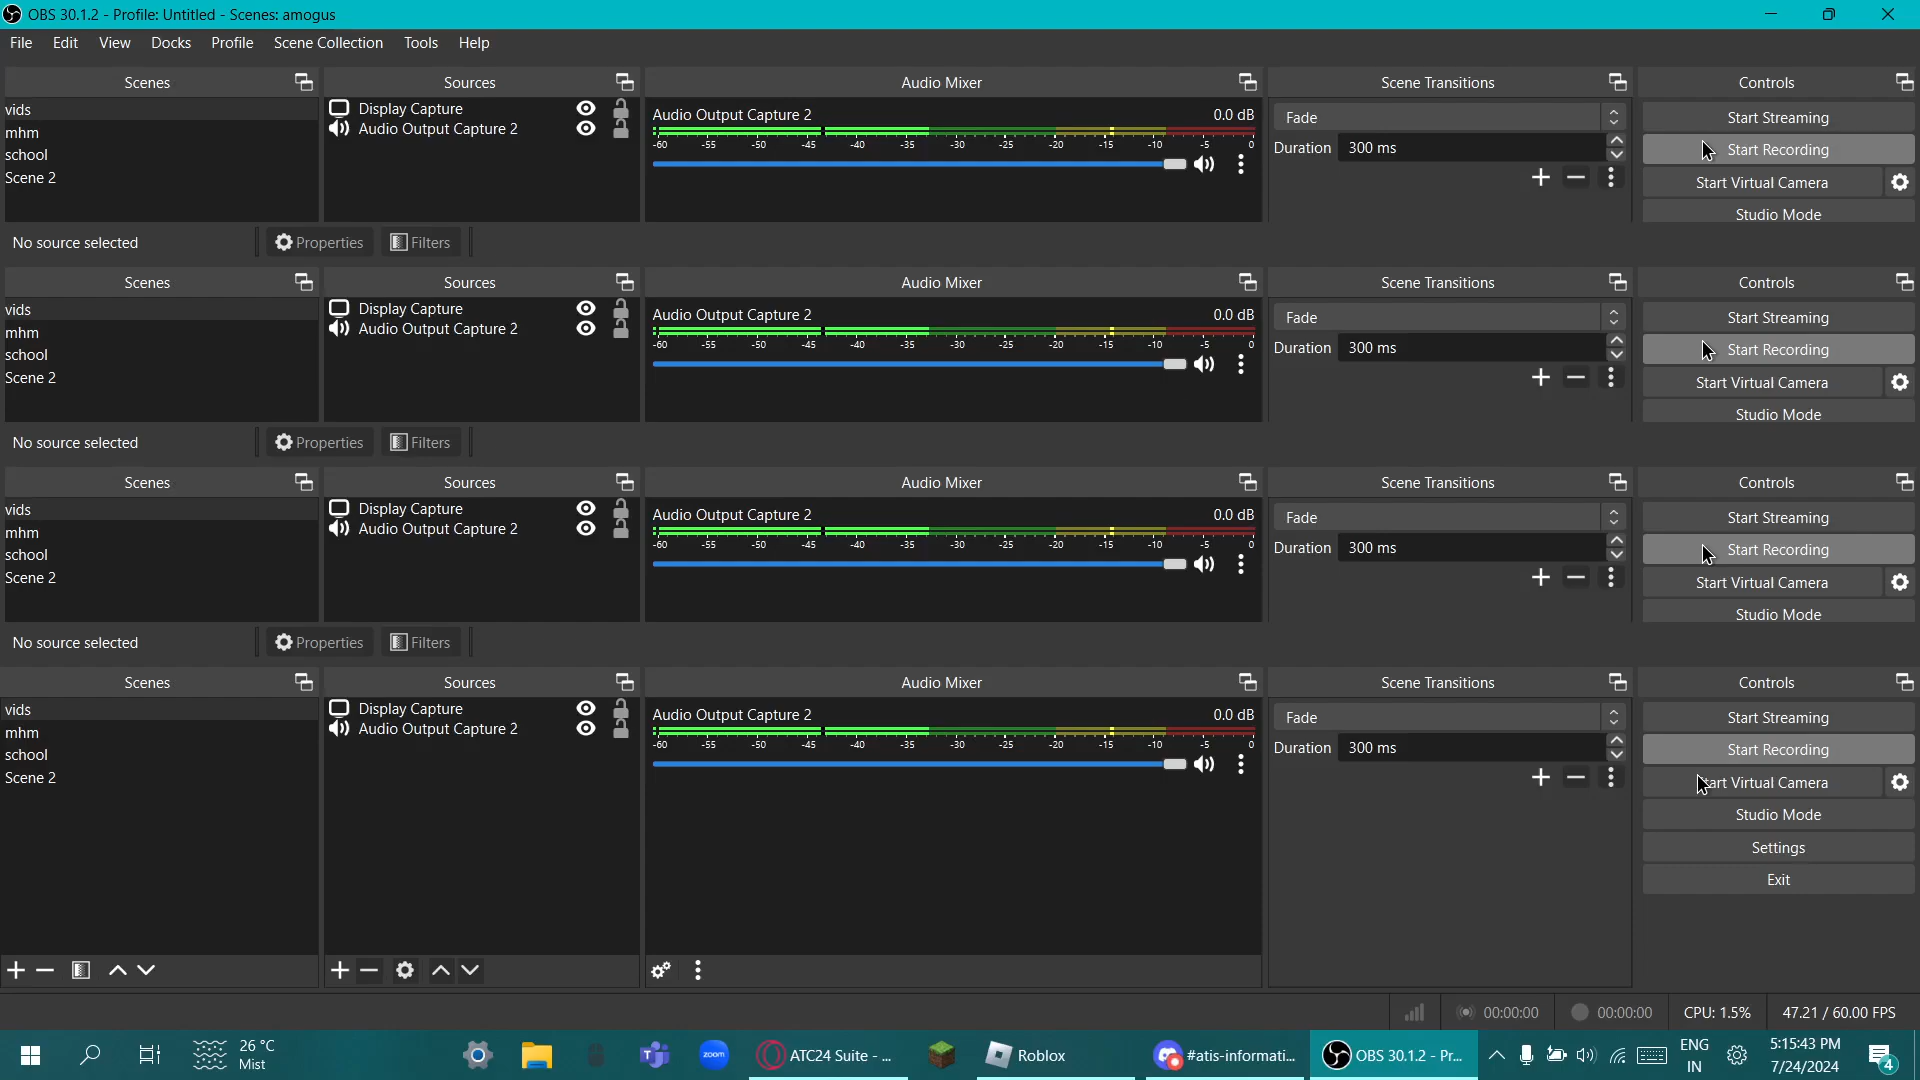 OBS 30.1.2 - Profile: Untitled - Scenes: amogus
File Edit View Docks Profile Scene Collection Tools Help
Scenes Sources Audio Mixer Scene Transitions Controls
vids Display Capture Audio Output Capture 2 0.0 dB Fade Start Streaming
mhm Audio Output Capture 2 -60 -55 -50 -45 -40 -35 -30 -25 -20 -15 -10 -5 0 Duration 300 ms Start Recording
school
Scene 2 Start Virtual Camera
Studio Mode
No source selected Properties Filters
Scenes Sources Audio Mixer Scene Transitions Controls
vids Display Capture Audio Output Capture 2 0.0 dB Fade Start Streaming
mhm Audio Output Capture 2 -60 -55 -50 -45 -40 -35 -30 -25 -20 -15 -10 -5 0 Duration 300 ms Start Recording
school
Scene 2 Start Virtual Camera
Studio Mode
No source selected Properties Filters
Scenes Sources Audio Mixer Scene Transitions Controls
vids Display Capture Audio Output Capture 2 0.0 dB Fade Start Streaming
mhm Audio Output Capture 2 -60 -55 -50 -45 -40 -35 -30 -25 -20 -15 -10 -5 0 Duration 300 ms Start Recording
school
Scene 2 Start Virtual Camera
Studio Mode
No source selected Properties Filters
Scenes Sources Audio Mixer Scene Transitions Controls
vids Display Capture Audio Output Capture 2 0.0 dB Fade Start Streaming
mhm Audio Output Capture 2 -60 -55 -50 -45 -40 -35 -30 -25 -20 -15 -10 -5 0 Duration 300 ms Start Recording
school
Scene 2 art Virtual Camera
Studio Mode
Settings
Exit
00:00:00 00:00:00 CPU: 1.5% 47.21 / 60.00 FPS
26 °C
Mist
zoom ATC24 Suite - ... Roblox #atis-informati... OBS 30.1.2 - Pr...
ENG
IN
5:15:43 PM
7/24/2024
4